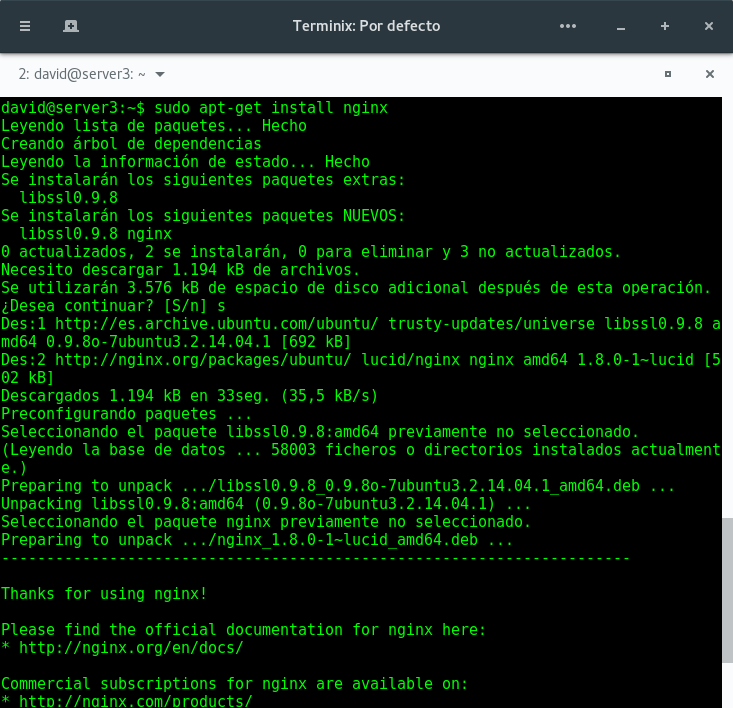 Terminix: Por defecto
2: david@server3: ~
david@server3:~$ sudo apt-get install nginx
Leyendo lista de paquetes... Hecho
Creando árbol de dependencias
Leyendo la información de estado... Hecho
Se instalarán los siguientes paquetes extras:
  libssl0.9.8
Se instalarán los siguientes paquetes NUEVOS:
  libssl0.9.8 nginx
0 actualizados, 2 se instalarán, 0 para eliminar y 3 no actualizados.
Necesito descargar 1.194 kB de archivos.
Se utilizarán 3.576 kB de espacio de disco adicional después de esta operación.
¿Desea continuar? [S/n] s
Des:1 http://es.archive.ubuntu.com/ubuntu/ trusty-updates/universe libssl0.9.8 a
md64 0.9.8o-7ubuntu3.2.14.04.1 [692 kB]
Des:2 http://nginx.org/packages/ubuntu/ lucid/nginx nginx amd64 1.8.0-1~lucid [5
02 kB]
Descargados 1.194 kB en 33seg. (35,5 kB/s)
Preconfigurando paquetes ...
Seleccionando el paquete libssl0.9.8:amd64 previamente no seleccionado.
(Leyendo la base de datos ... 58003 ficheros o directorios instalados actualment
e.)
Preparing to unpack .../libssl0.9.8_0.9.8o-7ubuntu3.2.14.04.1_amd64.deb ...
Unpacking libssl0.9.8:amd64 (0.9.8o-7ubuntu3.2.14.04.1) ...
Seleccionando el paquete nginx previamente no seleccionado.
Preparing to unpack .../nginx_1.8.0-1~lucid_amd64.deb ...
----------------------------------------------------------------------
Thanks for using nginx!
Please find the official documentation for nginx here:
* http://nginx.org/en/docs/
Commercial subscriptions for nginx are available on:
* http://nginx.com/products/